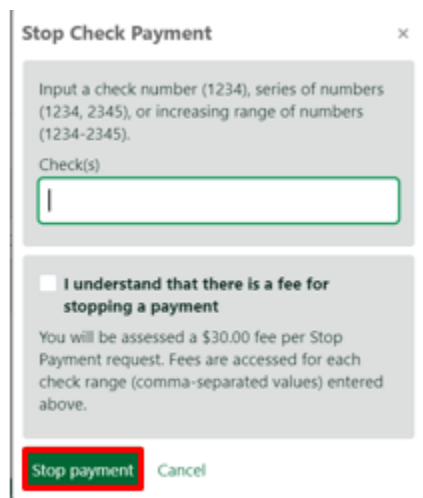 Stop Check Payment ×
Input a check number (1234), series of numbers
(1234, 2345), or increasing range of numbers
(1234-2345).
Check(s)
I understand that there is a fee for
stopping a payment
You will be assessed a $30.00 fee per Stop
Payment request. Fees are accessed for each
check range (comma-separated values) entered
above.
Stop payment Cancel